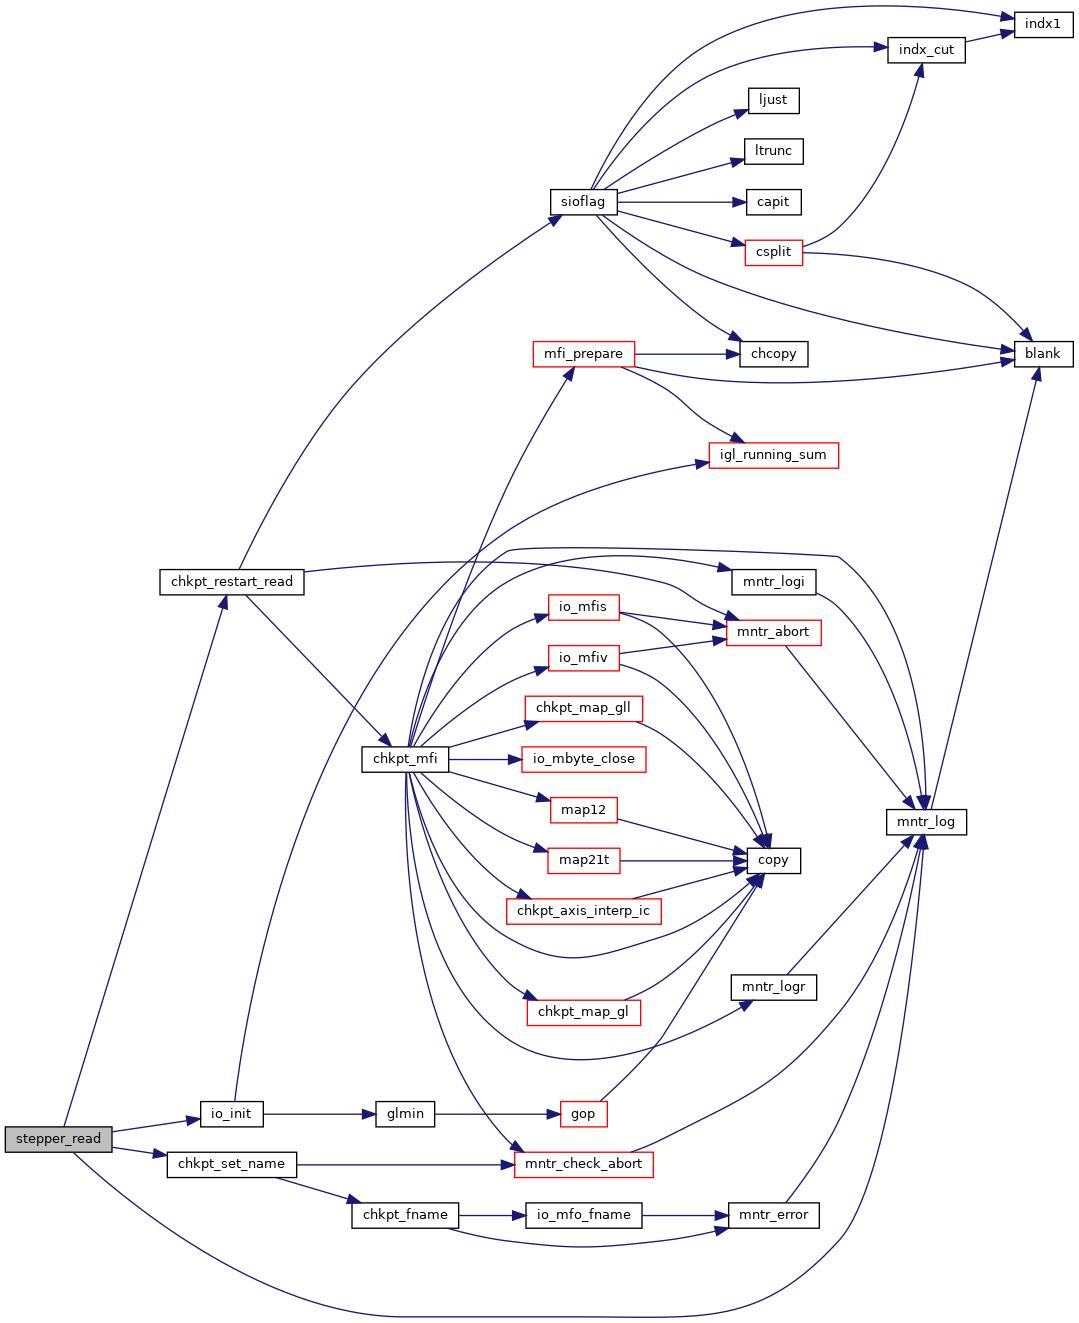 indx1
indx_cut
ljust
ltrunc
sioflag
capit
csplit
mfi_prepare
chcopy
blank
igl_running_sum
chkpt_restart_read
mntr_logi
io_mfis
mntr_abort
io_mfiv
chkpt_map_gll
chkpt_mfi
io_mbyte_close
map12
mntr_log
map21t
copy
chkpt_axis_interp_ic
mntr_logr
chkpt_map_gl
io_init
glmin
gop
stepper_read
chkpt_set_name
mntr_check_abort
chkpt_fname
io_mfo_fname
mntr_error